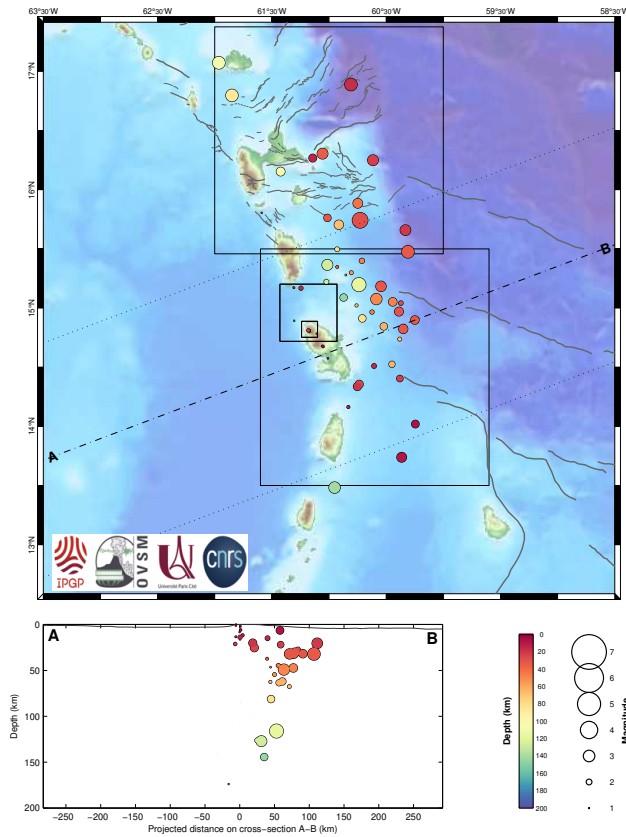 63°30'W 62°30'W 61°30'W 60°30'W 59°30'W 58°30'W
17°N
16°N
15°N
14°N
13°N
B
A
IPGP
OVSM
Université Paris Cité
cnrs
A
B
0
50
100
150
200
Depth (km)
−250 −200 −150 −100 −50 0 50 100 150 200 250
Projected distance on cross−section A−B (km)
Depth (km)
0
20
40
60
80
100
120
140
160
180
200
7
6
5
4
3
2
1
Magnitude